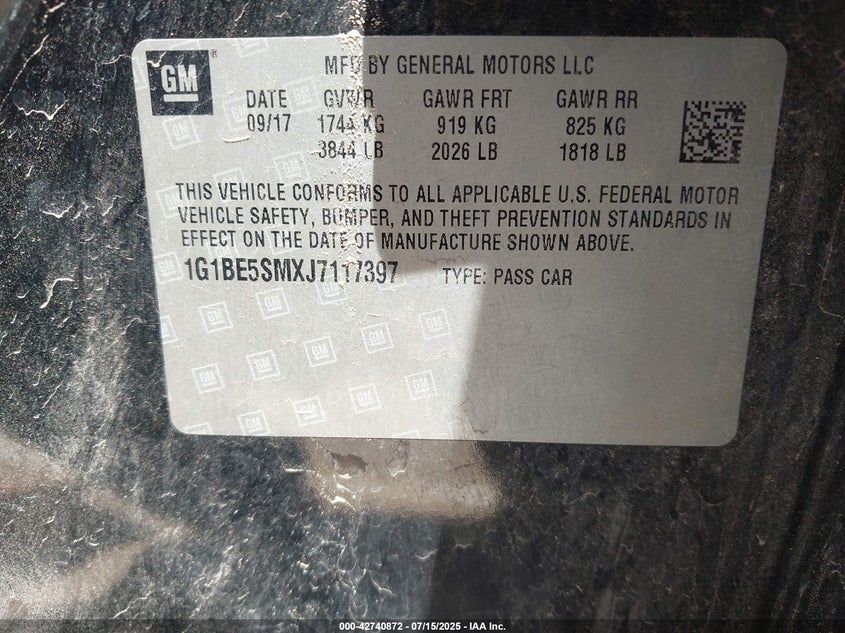 GM ® MFD BY GENERAL MOTORS LLC
DATE GVWR GAWR FRT GAWR RR
09/17 1744 KG 919 KG 825 KG
3844 LB 2026 LB 1818 LB
THIS VEHICLE CONFORMS TO ALL APPLICABLE U.S. FEDERAL MOTOR
VEHICLE SAFETY, BUMPER, AND THEFT PREVENTION STANDARDS IN
EFFECT ON THE DATE OF MANUFACTURE SHOWN ABOVE.
1G1BE5SMXJ7117397 TYPE: PASS CAR
000-42740872 - 07/15/2025 - IAA Inc.